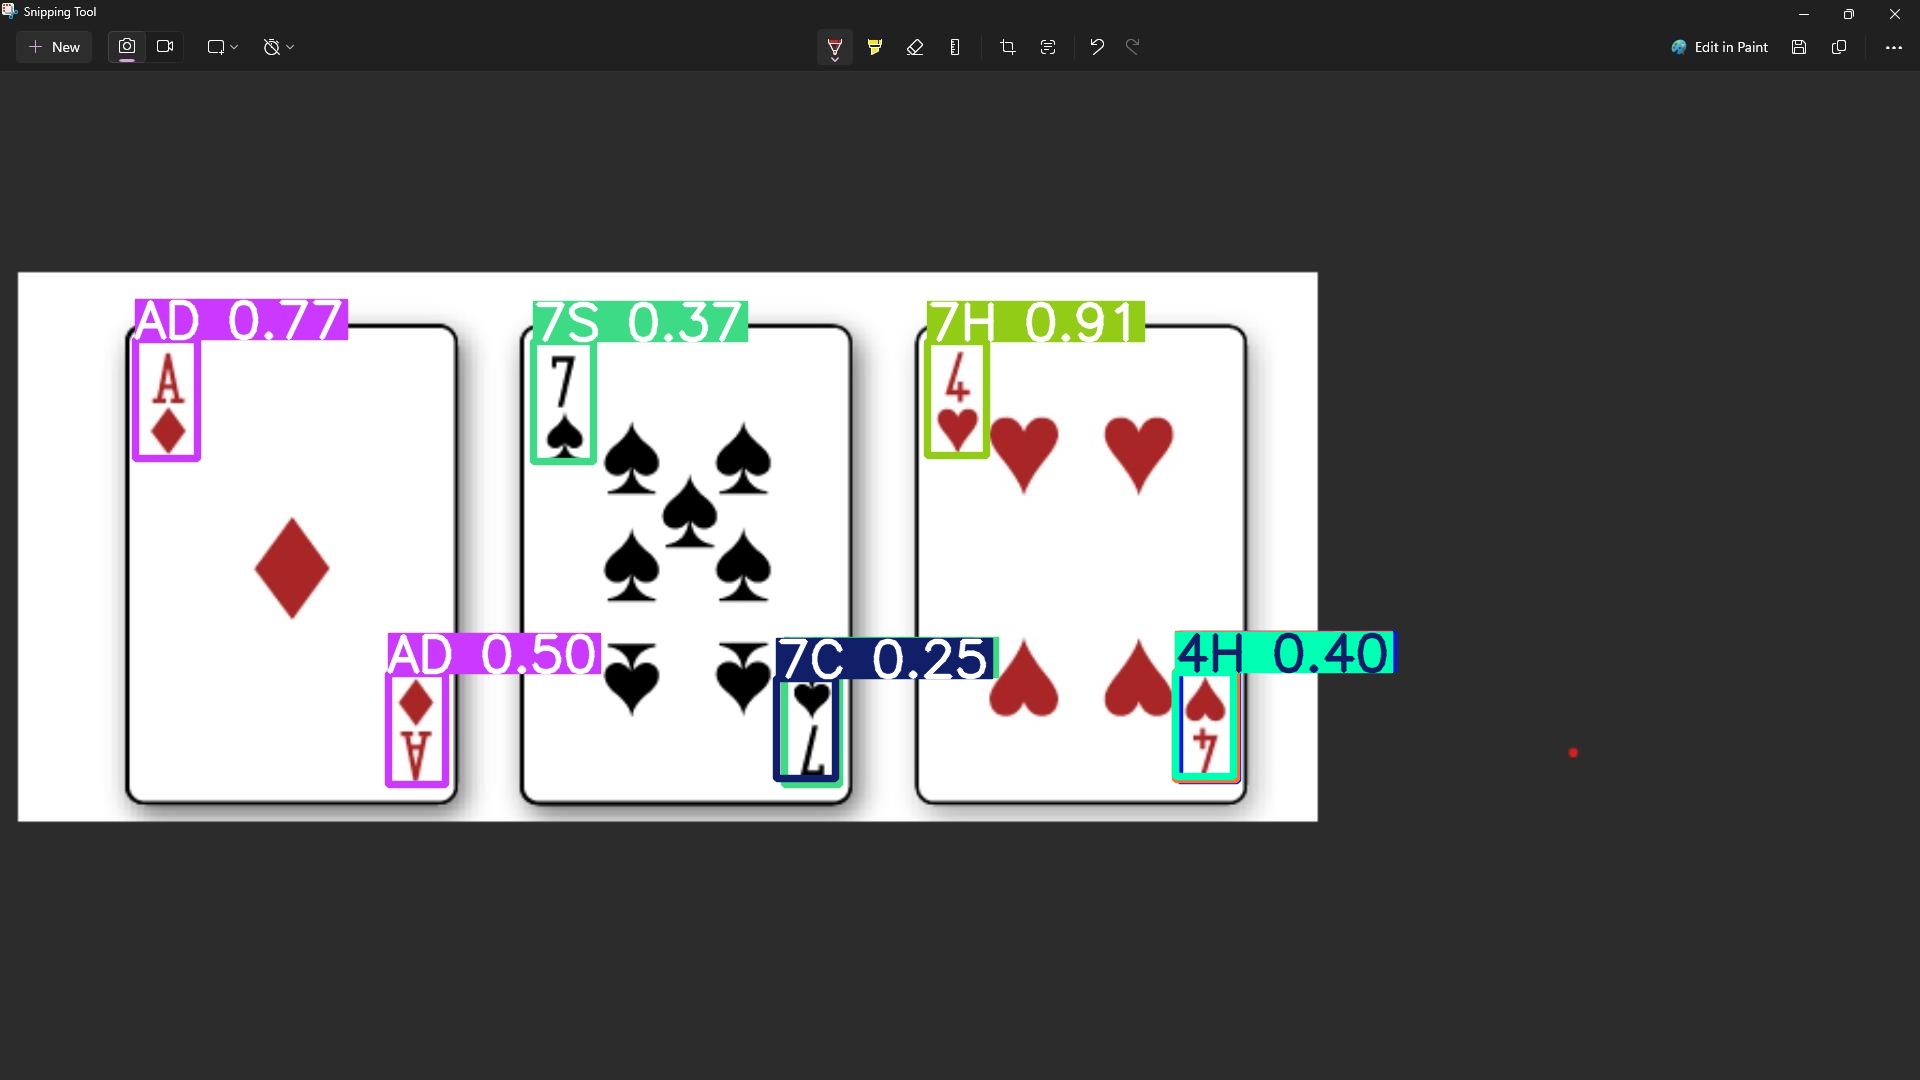 Snipping Tool
New
Edit in Paint
AD 0.77
7S 0.37
7H 0.91
A
7
4
AD 0.50
7C 0.25
4H 0.40
A
7
4